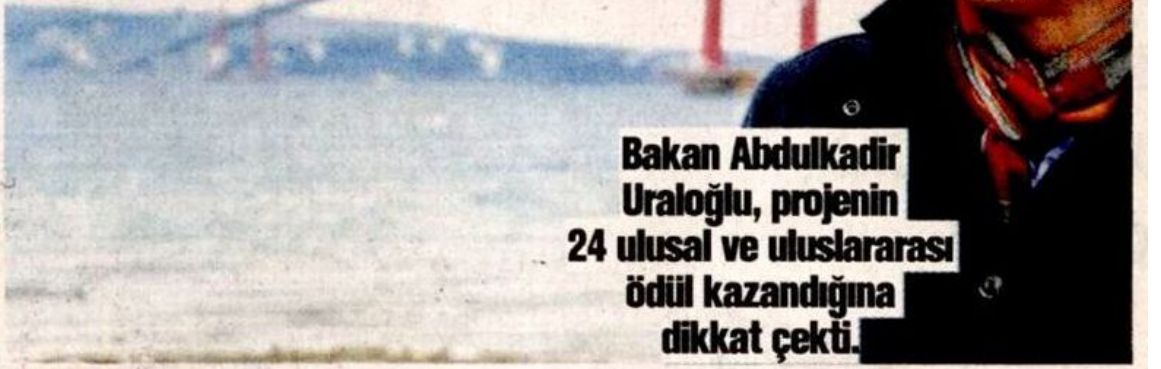 Bakan Abdulkadir
Uraloğlu, projenin
24 ulusal ve uluslararası
ödül kazandığına
dikkat çekti.